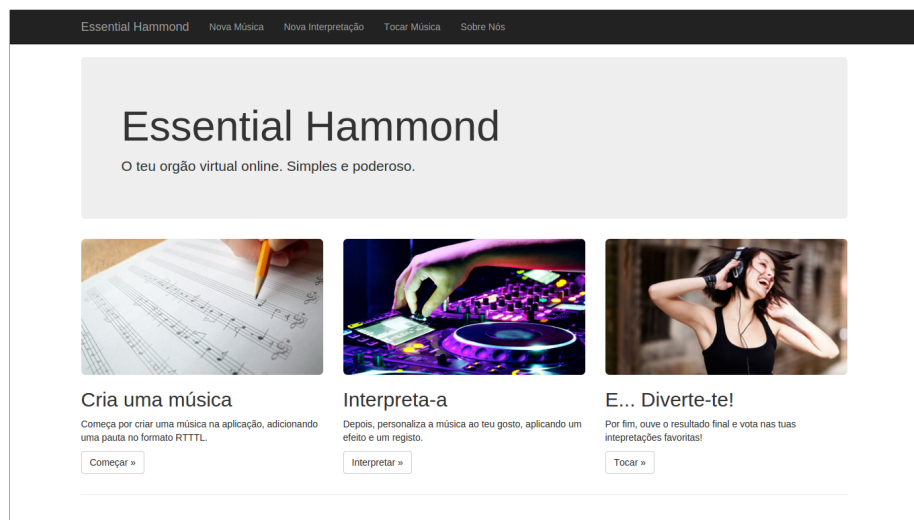 Essential Hammond Nova Música Nova Interpretação Tocar Música Sobre Nós
Essential Hammond
O teu orgão virtual online. Simples e poderoso.
Cria uma música
Começa por criar uma música na aplicação, adicionando
uma pauta no formato RTTTL.
Começar »
Interpreta-a
Depois, personaliza a música ao teu gosto, aplicando um
efeito e um registo.
Interpretar »
E... Diverte-te!
Por fim, ouve o resultado final e vota nas tuas
intepretações favoritas!
Tocar »